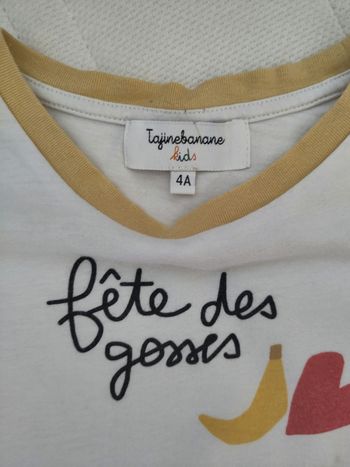 Tajinebanane
kids
4A
fête des
gosses